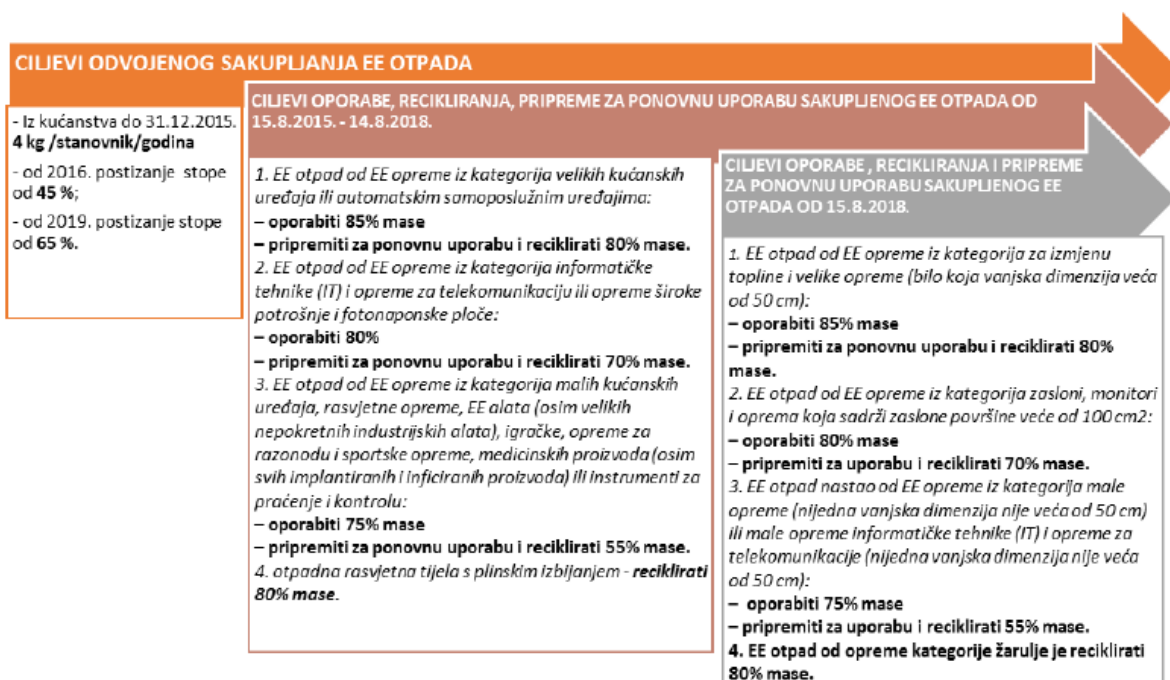 CILJEVI ODVOJENOG SAKUPLJANJA EE OTPADA
- Iz kućanstva do 31.12.2015.
4 kg /stanovnik/godina
- od 2016. postizanje stope
od 45 %;
- od 2019. postizanje stope
od 65 %.
CILJEVI OPORABE, RECIKLIRANJA, PRIPREME ZA PONOVNU UPORABU SAKUPLJENOG EE OTPADA OD
15.8.2015. - 14.8.2018.
1. EE otpad od EE opreme iz kategorija velikih kućanskih
uređaja ili automatskim samoposlužnim uređajima:
– oporabiti 85% mase
– pripremiti za ponovnu uporabu i reciklirati 80% mase.
2. EE otpad od EE opreme iz kategorija informatičke
tehnike (IT) i opreme za telekomunikaciju ili opreme široke
potrošnje i fotonaponske ploče:
– oporabiti 80%
– pripremiti za ponovnu uporabu i reciklirati 70% mase.
3. EE otpad od EE opreme iz kategorija malih kućanskih
uređaja, rasvjetne opreme, EE alata (osim velikih
nepokretnih industrijskih alata), igračke, opreme za
razonodu i sportske opreme, medicinskih proizvoda (osim
svih implantiranih i inficiranih proizvoda) ili instrumenti za
praćenje i kontrolu:
– oporabiti 75% mase
– pripremiti za ponovnu uporabu i reciklirati 55% mase.
4. otpadna rasvjetna tijela s plinskim izbijanjem - reciklirati
80% mase.
CILJEVI OPORABE , RECIKLIRANJA I PRIPREME
ZA PONOVNU UPORABU SAKUPLJENOG EE
OTPADA OD 15.8.2018.
1. EE otpad od EE opreme iz kategorija za izmjenu
topline i velike opreme (bilo koja vanjska dimenzija veća
od 50 cm):
– oporabiti 85% mase
– pripremiti za ponovnu uporabu i reciklirati 80%
mase.
2. EE otpad od EE opreme iz kategorija zasloni, monitori
i oprema koja sadrži zaslone površine veće od 100 cm2:
– oporabiti 80% mase
– pripremiti za uporabu i reciklirati 70% mase.
3. EE otpad nastao od EE opreme iz kategorija male
opreme (nijedna vanjska dimenzija nije veća od 50 cm)
ili male opreme informatičke tehnike (IT) i opreme za
telekomunikacije (nijedna vanjska dimenzija nije veća
od 50 cm):
– oporabiti 75% mase
– pripremiti za uporabu i reciklirati 55% mase.
4. EE otpad od opreme kategorije žarulje je reciklirati
80% mase.